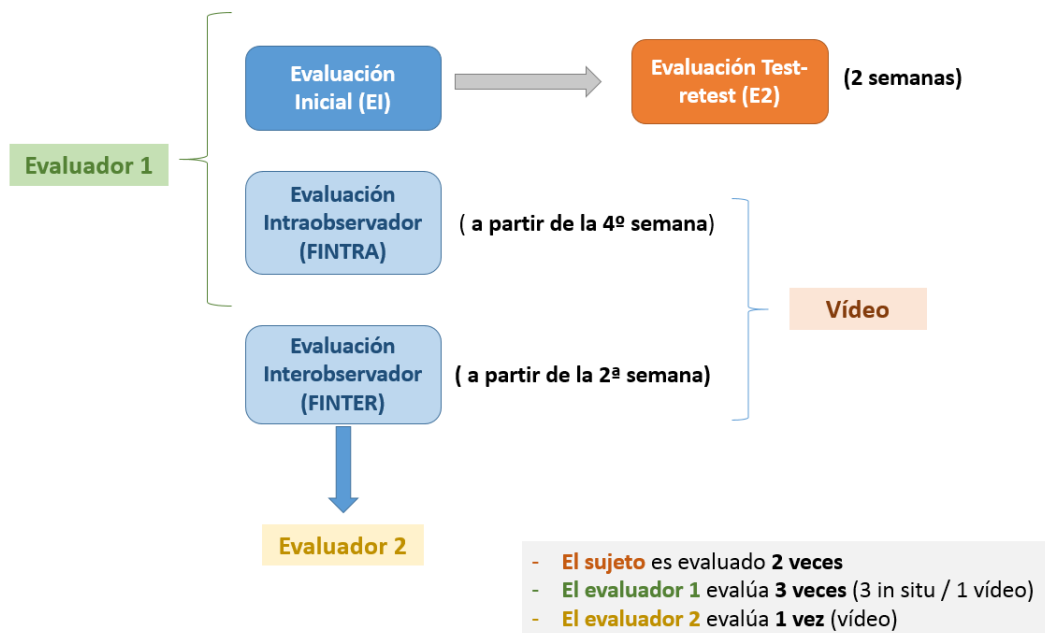 Evaluación
Inicial (EI)
Evaluación Test-
retest (E2)
(2 semanas)
Evaluador 1
Evaluación
Intraobservador
(FINTRA)
( a partir de la 4º semana)
Vídeo
Evaluación
Interobservador
(FINTER)
( a partir de la 2ª semana)
Evaluador 2
- El sujeto es evaluado 2 veces
- El evaluador 1 evalúa 3 veces (3 in situ / 1 vídeo)
- El evaluador 2 evalúa 1 vez (vídeo)